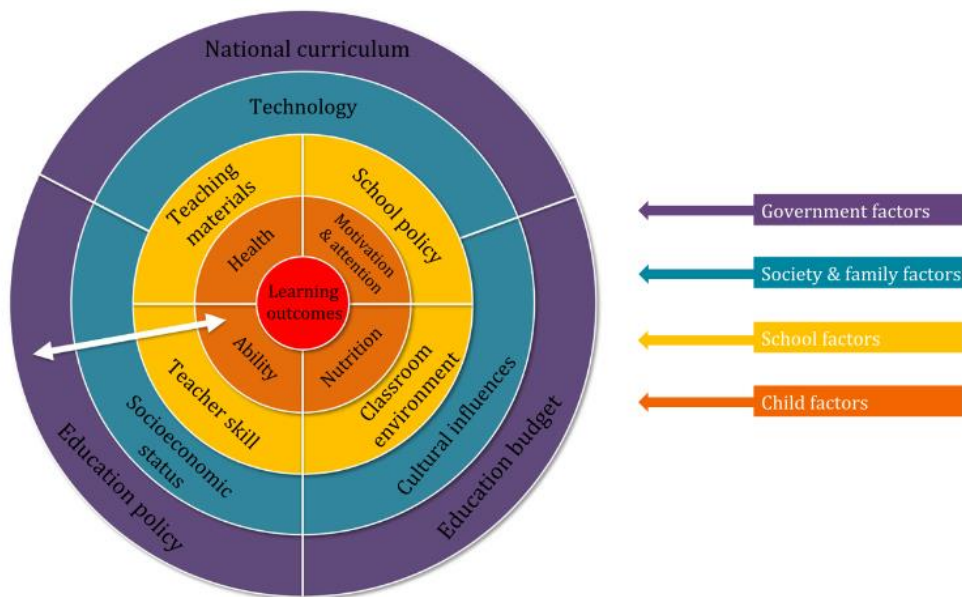 National curriculum
Technology
Teaching
materials
School policy
Health
Motivation
& attention
Learning
outcomes
Ability
Nutrition
Teacher skill
Classroom
environment
Socioeconomic
status
Cultural influences
Education policy
Education budget
Government factors
Society & family factors
School factors
Child factors